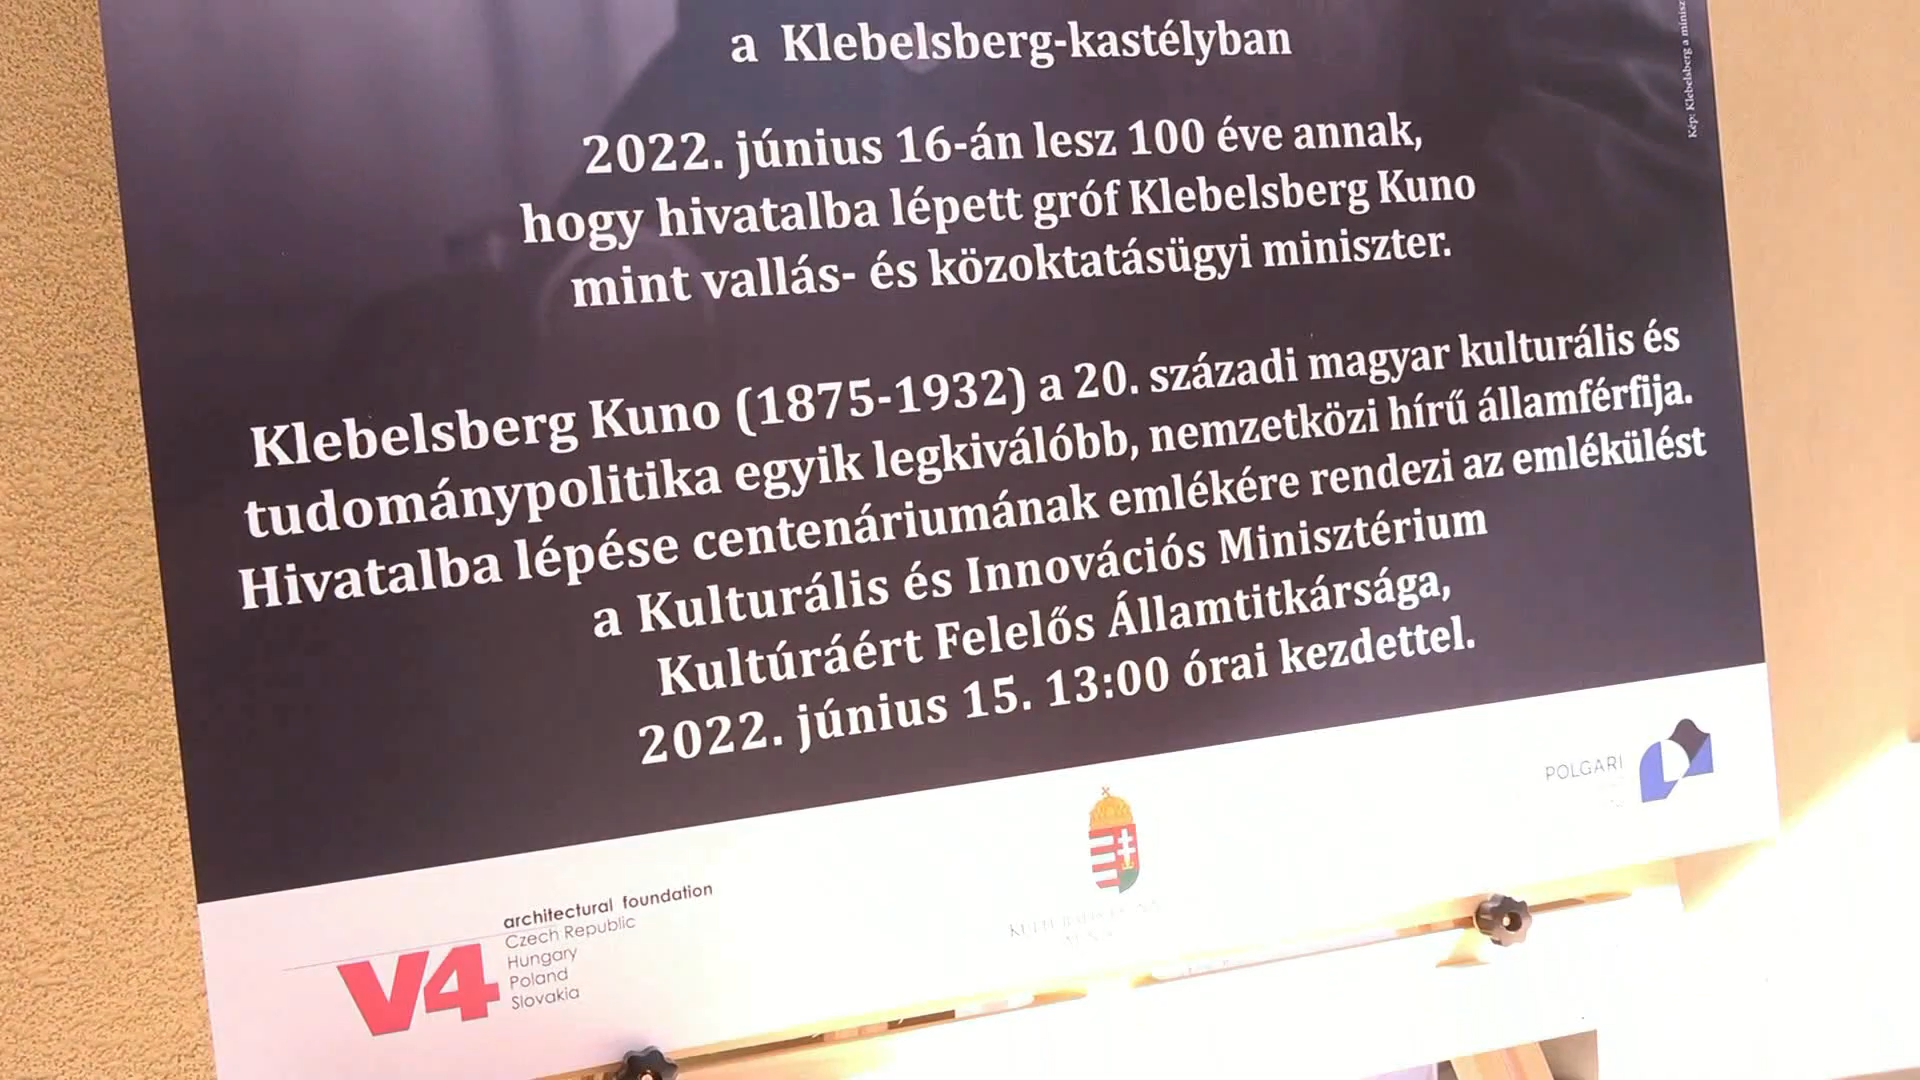 a Klebelsberg-kastélyban
2022. június 16-án lesz 100 éve annak,
hogy hivatalba lépett gróf Klebelsberg Kuno
mint vallás- és közoktatásügyi miniszter.
Klebelsberg Kuno (1875-1932) a 20. századi magyar kulturális és
tudománypolitika egyik legkiválóbb, nemzetközi hírű államférfija.
Hivatalba lépése centenáriumának emlékére rendezi az emlékülést
a Kulturális és Innovációs Minisztérium
Kultúráért Felelős Államtitkársága,
2022. június 15. 13:00 órai kezdettel.
Kép: Klebelsberg a
POLGÁRI
V4
architectural foundation
Czech Republic
Hungary
Poland
Slovakia